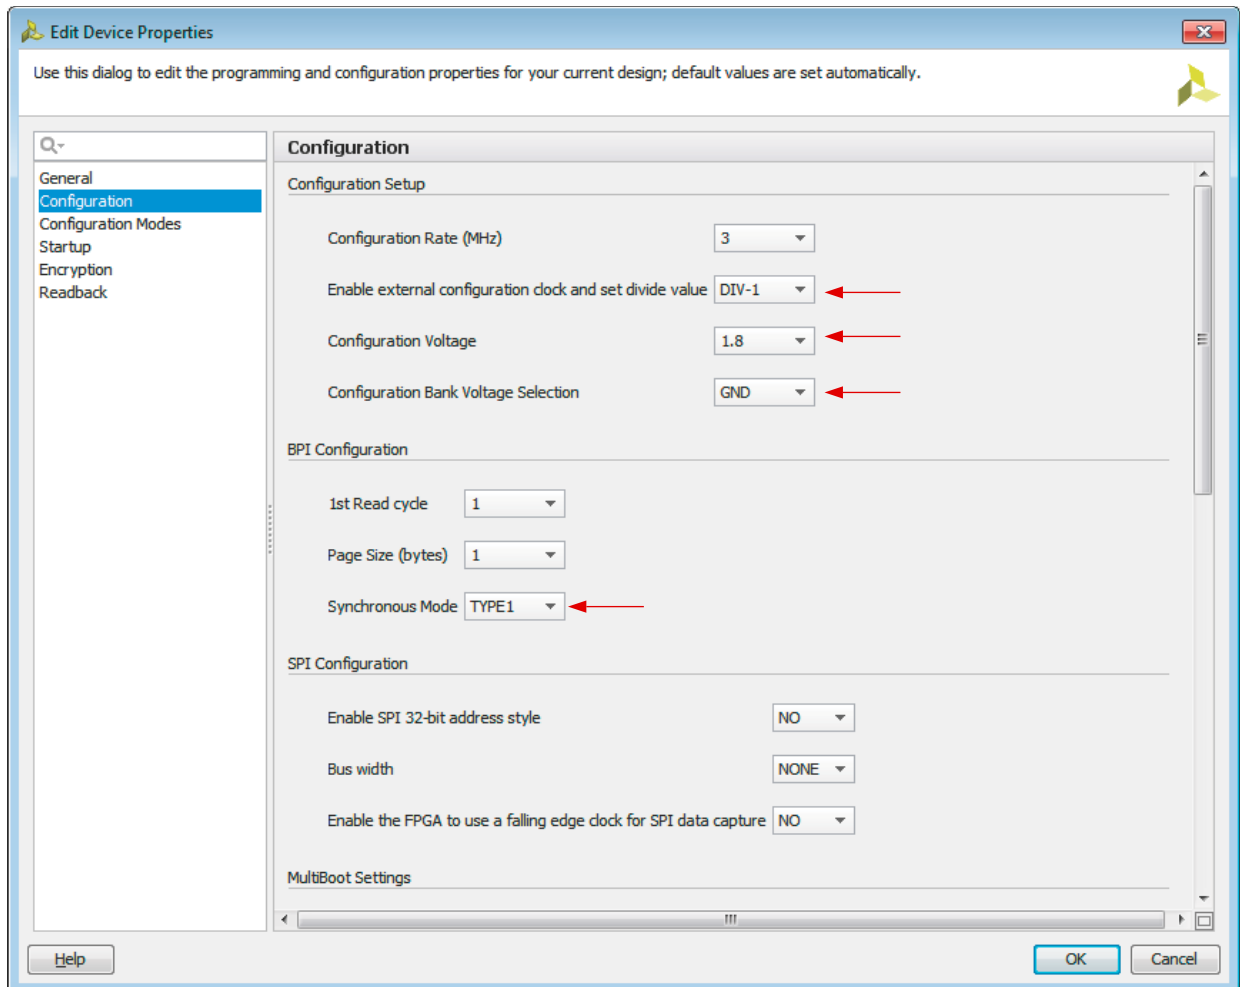 Edit Device Properties
Use this dialog to edit the programming and configuration properties for your current design; default values are set automatically.
General
Configuration
Configuration Modes
Startup
Encryption
Readback
Configuration
Configuration Setup
Configuration Rate (MHz) 3
Enable external configuration clock and set divide value DIV-1
Configuration Voltage 1.8
Configuration Bank Voltage Selection GND
BPI Configuration
1st Read cycle 1
Page Size (bytes) 1
Synchronous Mode TYPE1
SPI Configuration
Enable SPI 32-bit address style NO
Bus width NONE
Enable the FPGA to use a falling edge clock for SPI data capture NO
MultiBoot Settings
Help OK Cancel